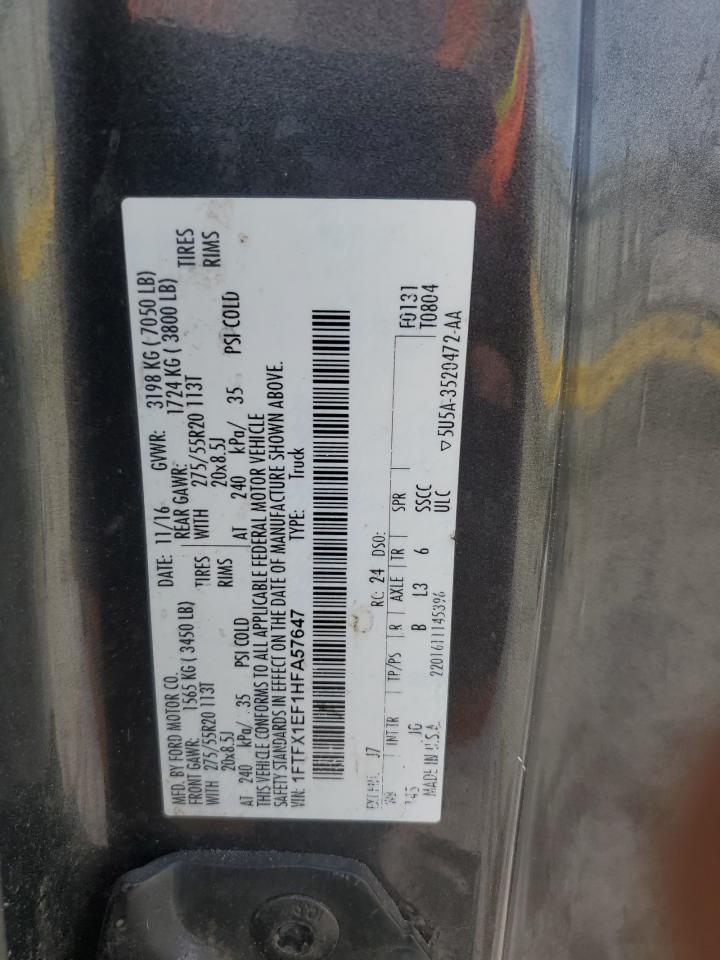 MFD. BY FORD MOTOR CO.
DATE: 11/16 GVWR: 3198 KG ( 7050 LB)
FRONT GAWR: 1565 KG ( 3450 LB)
REAR GAWR: 1724 KG ( 3800 LB)
WITH 275/55R20 113T TIRES
WITH 275/55R20 113T TIRES
20x8.5J RIMS
20x8.5J RIMS
AT 240 kPa/ 35 PSI COLD
AT 240 kPa/ 35 PSI COLD
THIS VEHICLE CONFORMS TO ALL APPLICABLE FEDERAL MOTOR VEHICLE
SAFETY STANDARDS IN EFFECT ON THE DATE OF MANUFACTURE SHOWN ABOVE.
VIN: 1FTFX1EF1HFA57647 TYPE: Truck
J7 RC: 24 DSO: F0131
T0804
INT TR TP/PS R AXLE TR SPR
145 JG B L3 6 SSCC
ULC
MADE IN U.S.A. 2201611145396 ▽5U5A-3520472-AA